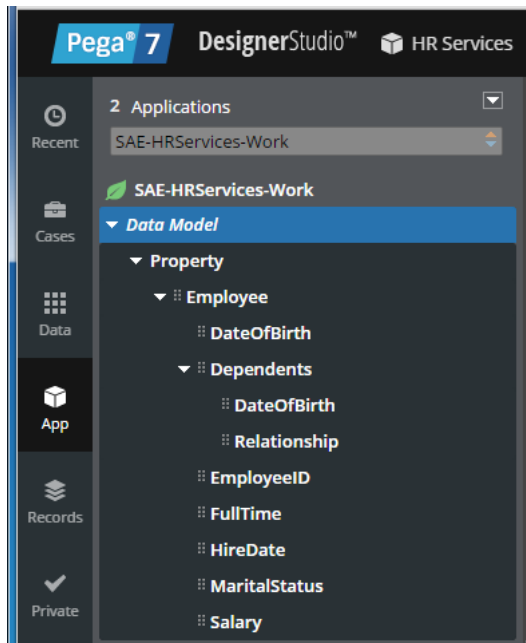 Pega® 7 DesignerStudio™ HR Services
Recent
Cases
Data
App
Records
Private
2 Applications
SAE-HRServices-Work
SAE-HRServices-Work
Data Model
Property
Employee
DateOfBirth
Dependents
DateOfBirth
Relationship
EmployeeID
FullTime
HireDate
MaritalStatus
Salary